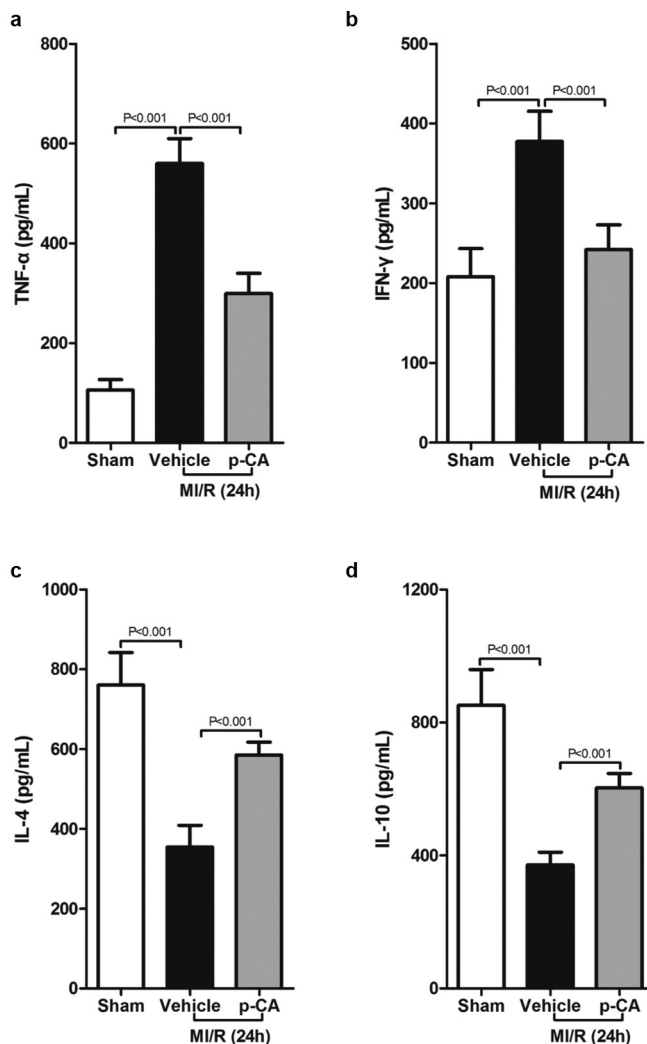 a
800
600
400
200
0
TNF-α (pg/mL)
P<0.001
P<0.001
Sham
Vehicle
p-CA
MI/R (24h)
b
500
400
300
200
100
0
IFN-γ (pg/mL)
P<0.001
P<0.001
Sham
Vehicle
p-CA
MI/R (24h)
c
1000
800
600
400
200
0
IL-4 (pg/mL)
P<0.001
P<0.001
Sham
Vehicle
p-CA
MI/R (24h)
d
1200
800
400
0
IL-10 (pg/mL)
P<0.001
P<0.001
Sham
Vehicle
p-CA
MI/R (24h)